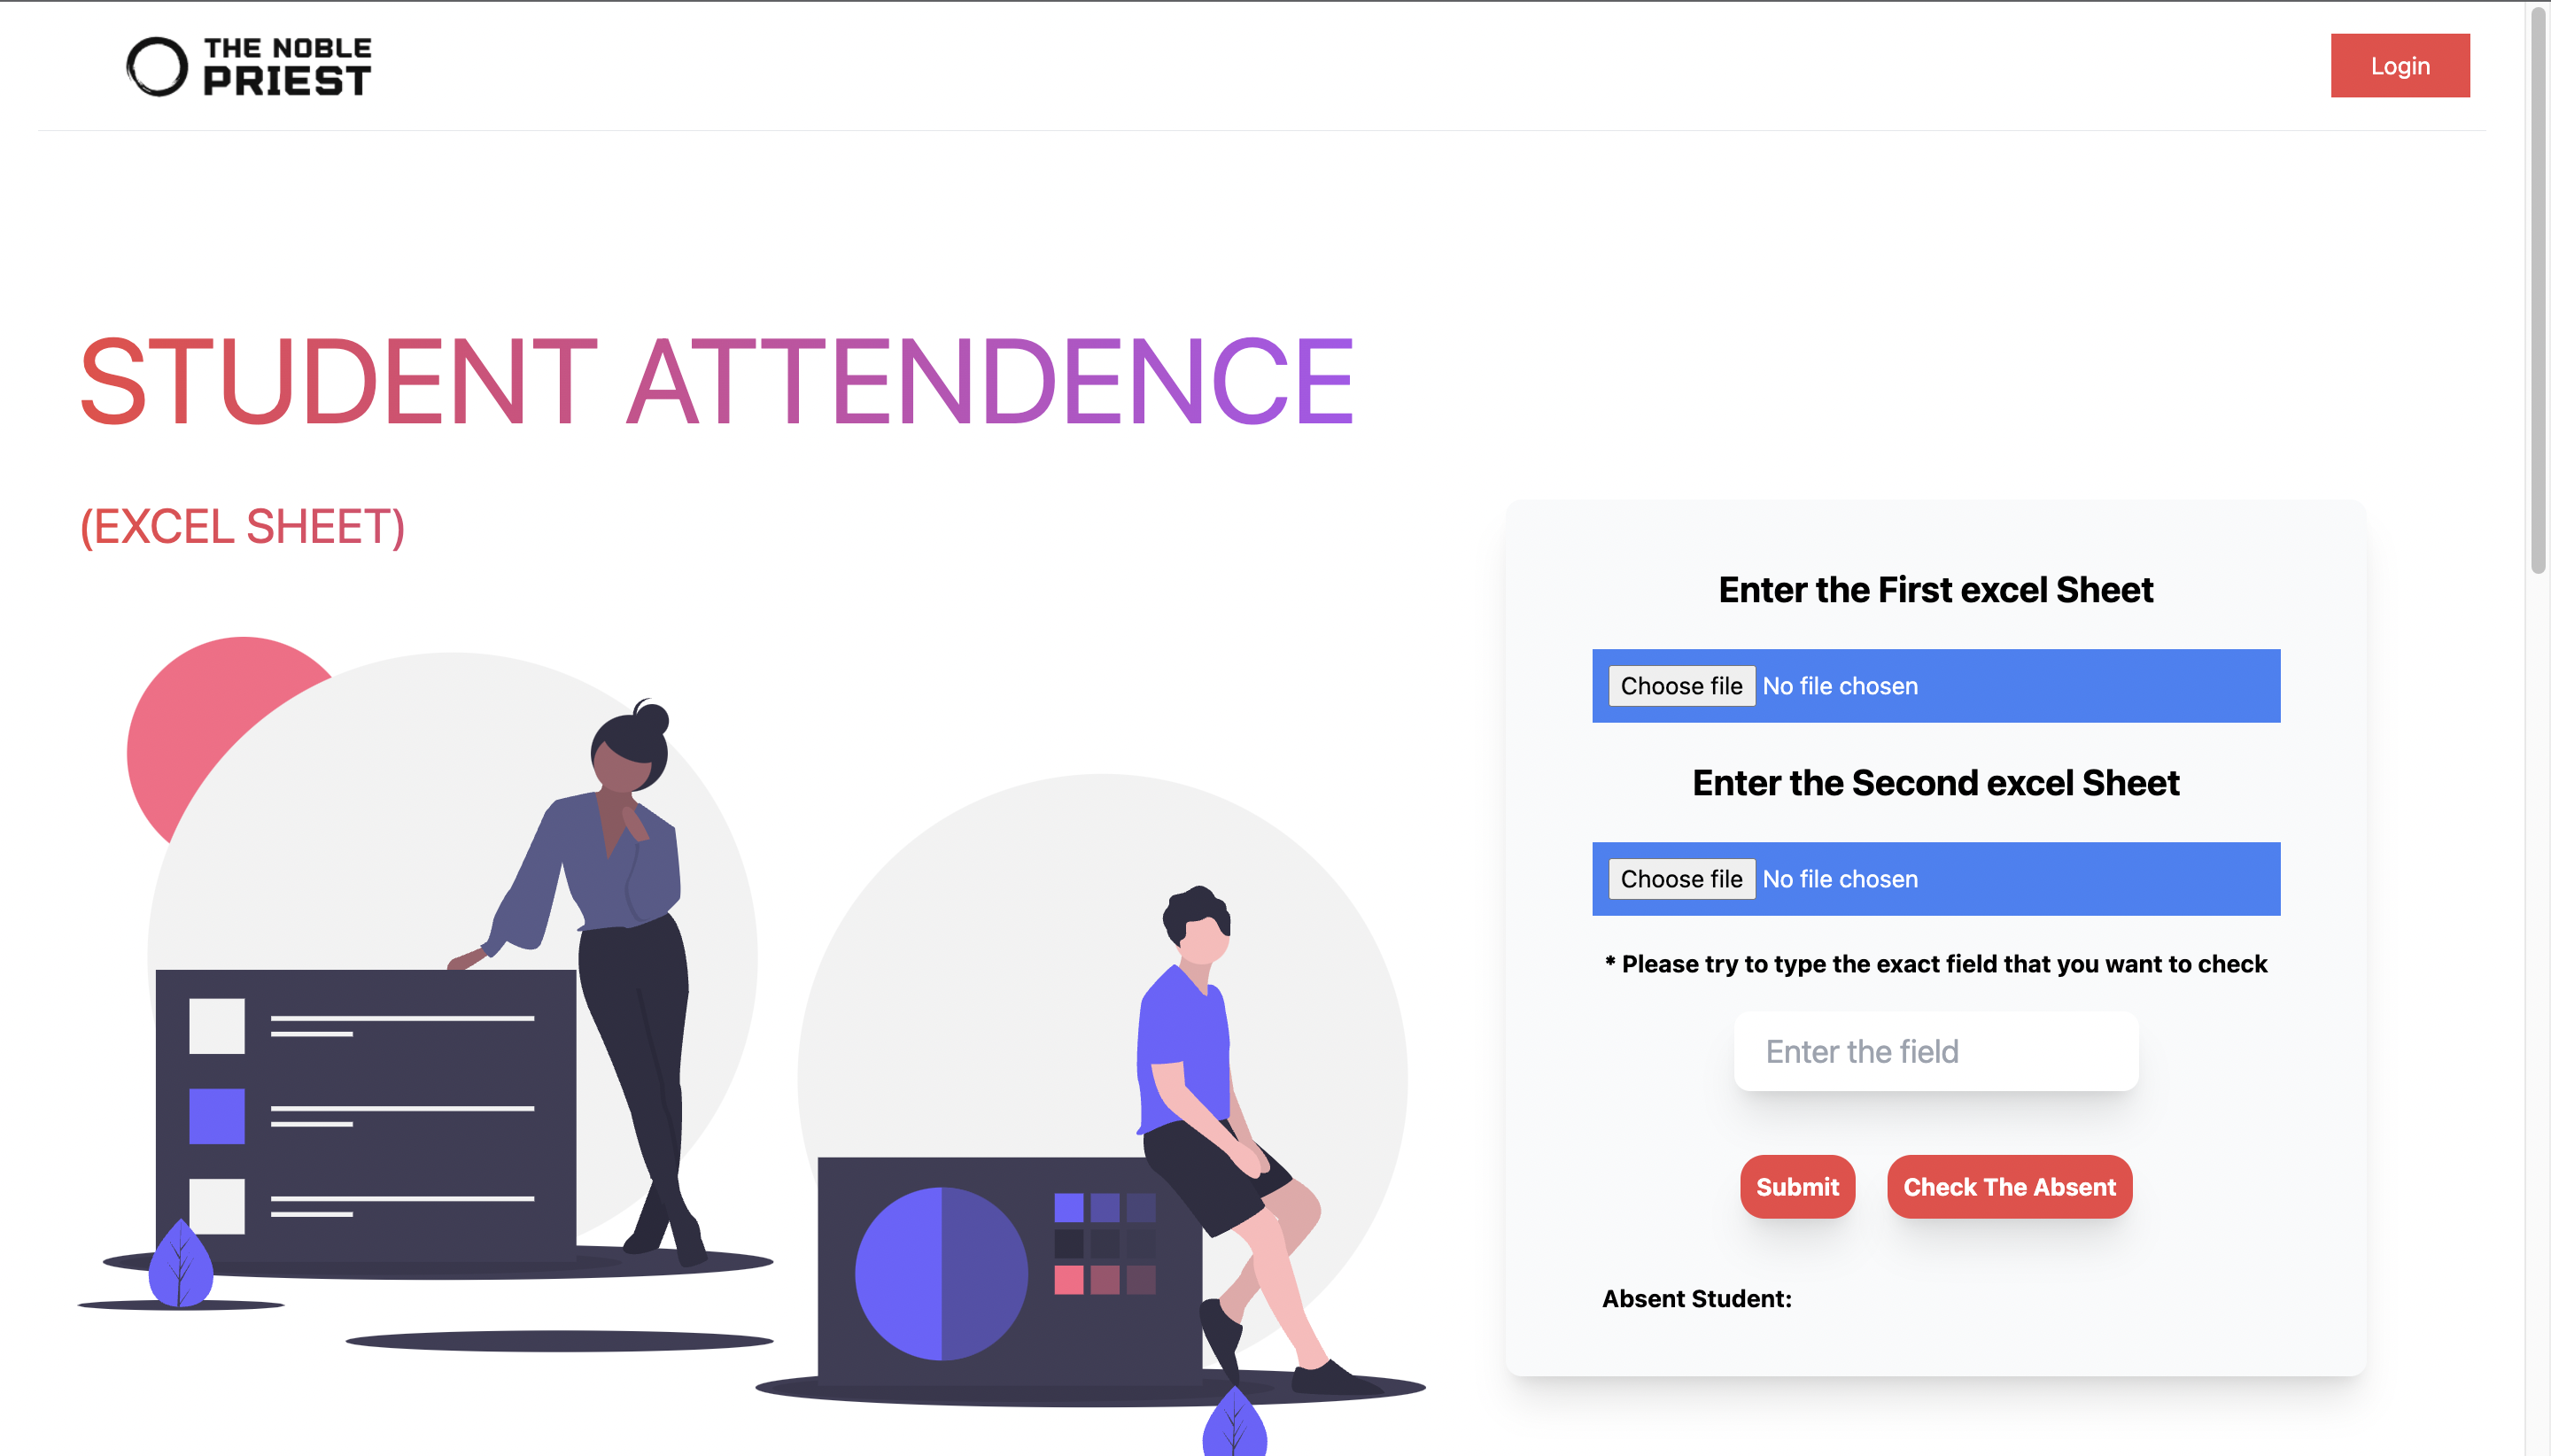 THE NOBLE
PRIEST
Login
STUDENT ATTENDENCE
(EXCEL SHEET)
Enter the First excel Sheet
Choose file No file chosen
Enter the Second excel Sheet
Choose file No file chosen
* Please try to type the exact field that you want to check
Enter the field
Submit
Check The Absent
Absent Student: